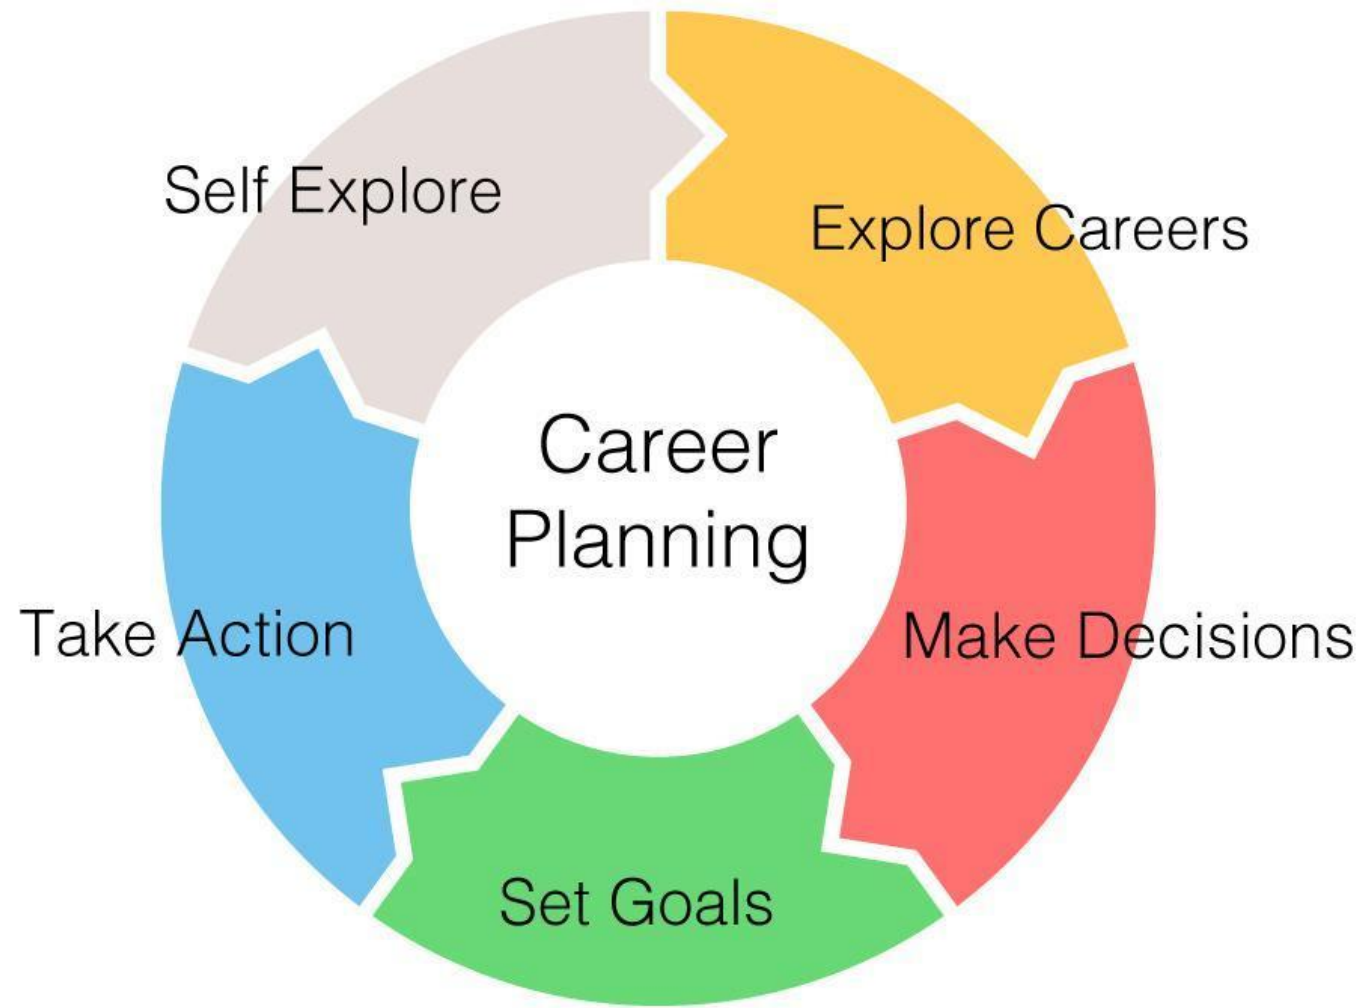 Self Explore
Explore Careers
Career
Planning
Take Action
Make Decisions
Set Goals